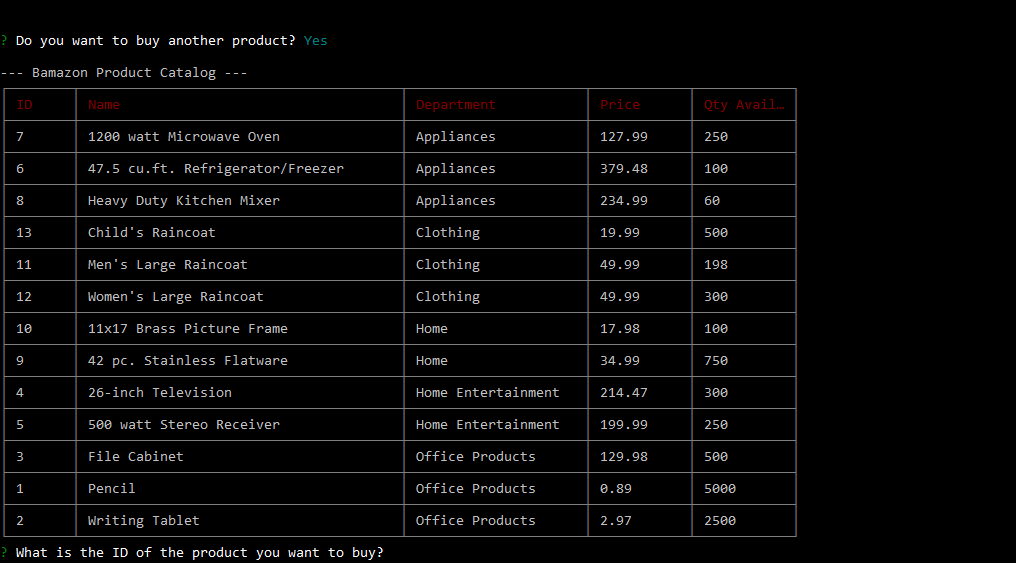 ? Do you want to buy another product? Yes
--- Bamazon Product Catalog ---
ID Name Department Price Qty Avail…
7 1200 watt Microwave Oven Appliances 127.99 250
6 47.5 cu.ft. Refrigerator/Freezer Appliances 379.48 100
8 Heavy Duty Kitchen Mixer Appliances 234.99 60
13 Child's Raincoat Clothing 19.99 500
11 Men's Large Raincoat Clothing 49.99 198
12 Women's Large Raincoat Clothing 49.99 300
10 11x17 Brass Picture Frame Home 17.98 100
9 42 pc. Stainless Flatware Home 34.99 750
4 26-inch Television Home Entertainment 214.47 300
5 500 watt Stereo Receiver Home Entertainment 199.99 250
3 File Cabinet Office Products 129.98 500
1 Pencil Office Products 0.89 5000
2 Writing Tablet Office Products 2.97 2500
? What is the ID of the product you want to buy?